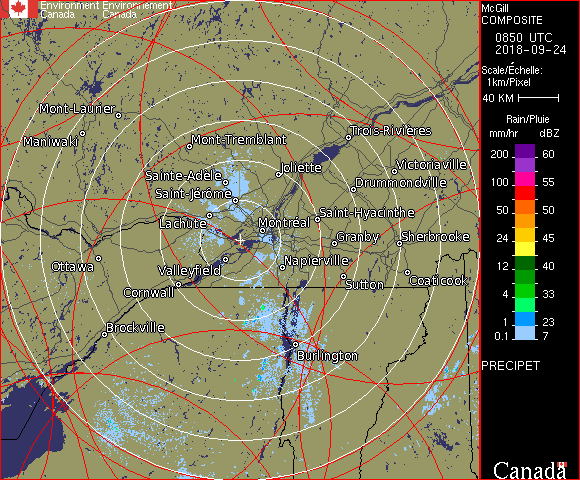 Environment Environnement
Canada Canada
McGill
COMPOSITE
0850 UTC
2018-09-24
Scale/Échelle:
1km/Pixel
40 KM
Rain/Pluie
mm/hr dBZ
200 60
100 55
50 50
24 45
12 40
4 33
1 23
0.1 7
PRECIPET
Canada
Mont-Laurier
Maniwaki
Mont-Tremblant
Trois-Rivières
Victoriaville
Joliette
Sainte-Adèle
Drummondville
Saint-Jérôme
Saint-Hyacinthe
Lachute
Montréal
Granby
Sherbrooke
Ottawa
Valleyfield
Napierville
Cornwall
Sutton
Coaticook
Brockville
Burlington